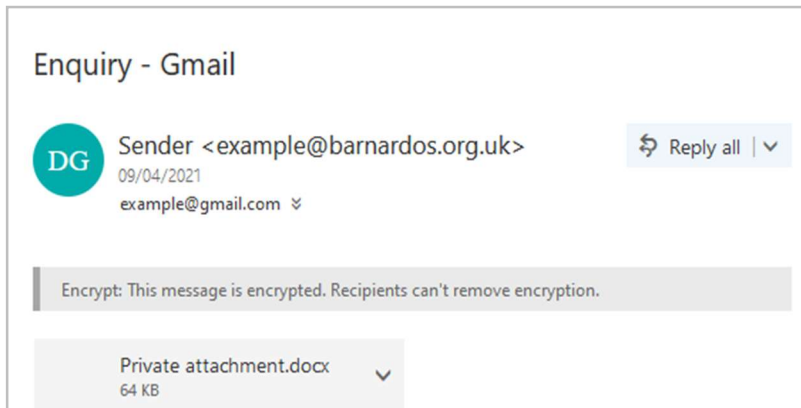 Enquiry - Gmail
DG
Sender <example@barnardos.org.uk>
Reply all
09/04/2021
example@gmail.com
Encrypt: This message is encrypted. Recipients can't remove encryption.
Private attachment.docx
64 KB